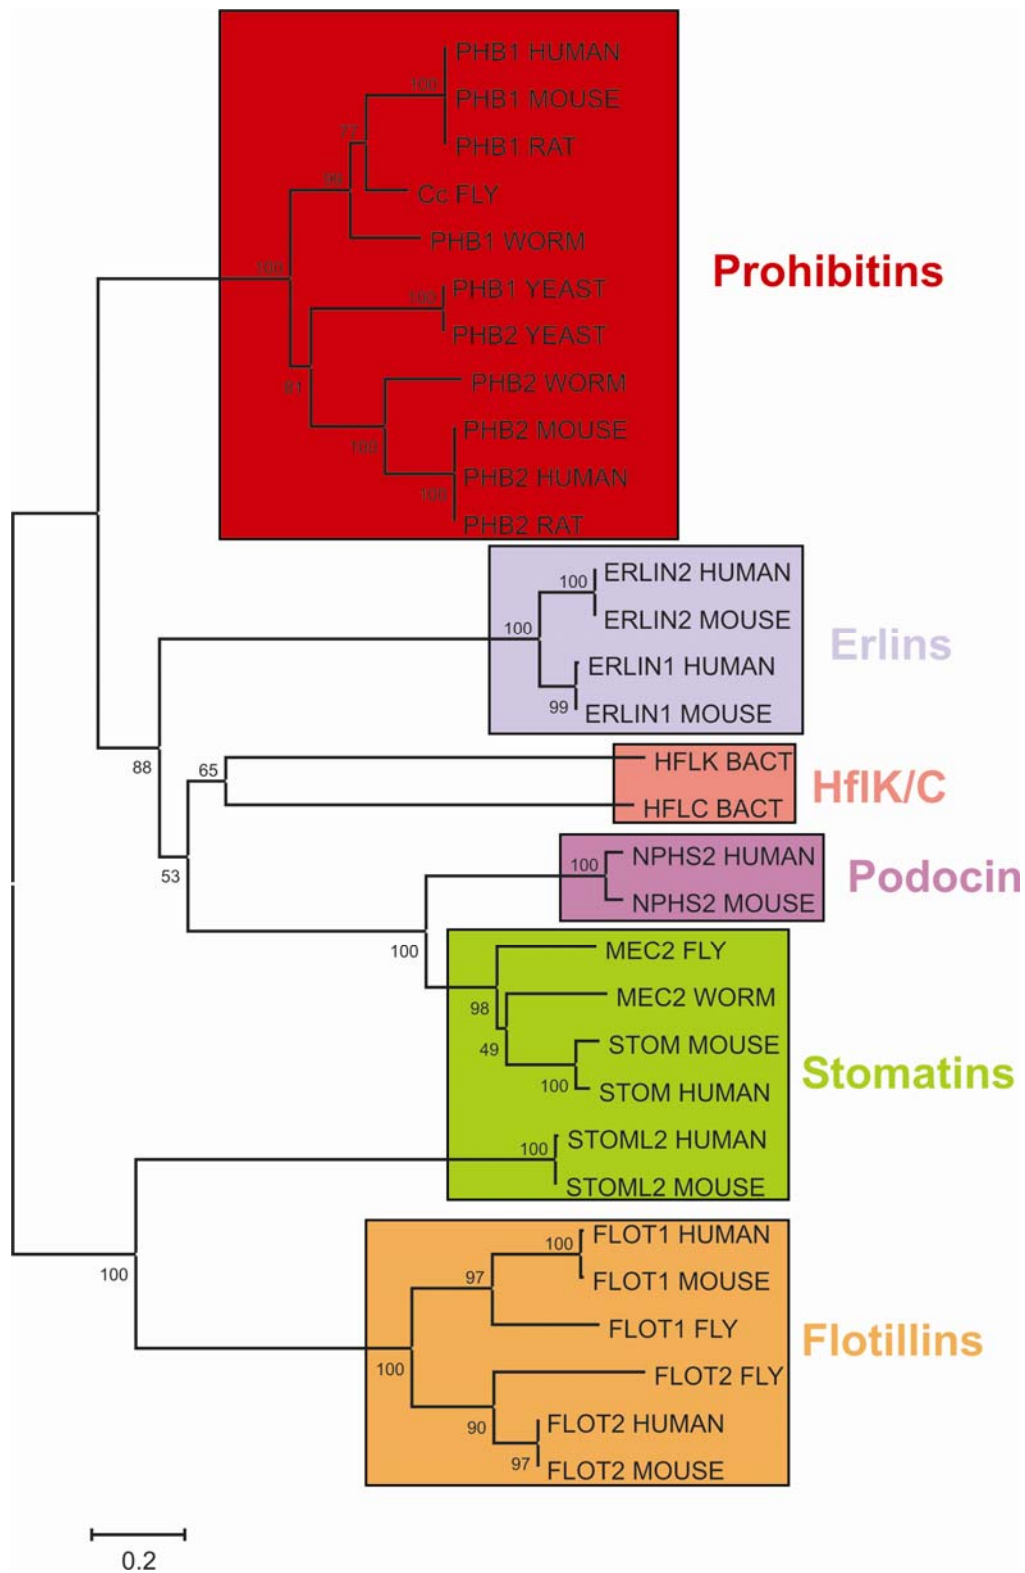 PHB1 HUMAN
100
PHB1 MOUSE
77
PHB1 RAT
99
Cc FLY
PHB1 WORM
100
Prohibitins
PHB1 YEAST
100
PHB2 YEAST
81
PHB2 WORM
PHB2 MOUSE
100
PHB2 HUMAN
100
PHB2 RAT
ERLIN2 HUMAN
100
ERLIN2 MOUSE
100
Erlins
ERLIN1 HUMAN
99
ERLIN1 MOUSE
88
65
HFLK BACT
HflK/C
HFLC BACT
53
NPHS2 HUMAN
100
Podocin
NPHS2 MOUSE
100
MEC2 FLY
98
MEC2 WORM
49
STOM MOUSE
Stomatins
100
STOM HUMAN
STOML2 HUMAN
100
STOML2 MOUSE
FLOT1 HUMAN
100
100
97
FLOT1 MOUSE
FLOT1 FLY
Flotillins
100
FLOT2 FLY
90
FLOT2 HUMAN
97
FLOT2 MOUSE
0.2